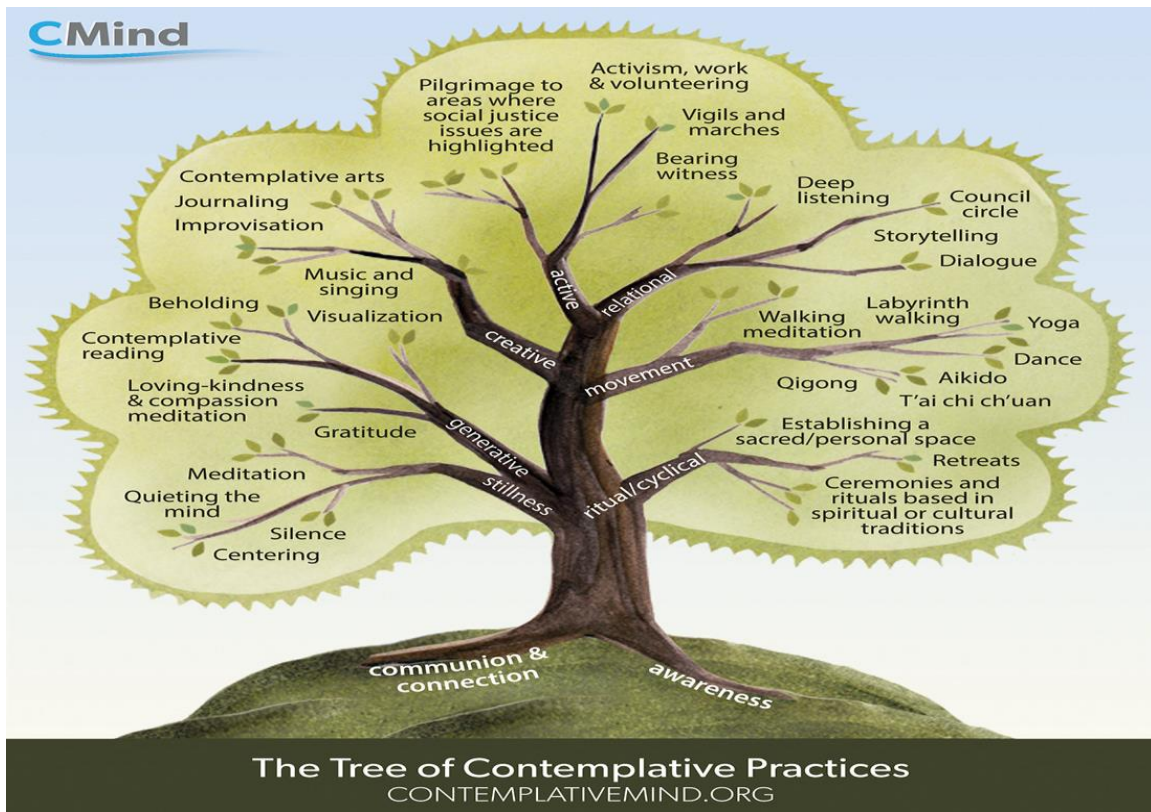 CMind
Activism, work
& volunteering
Pilgrimage to
areas where
social justice
issues are
highlighted
Vigils and
marches
Bearing
witness
Deep
listening
Council
circle
Storytelling
Dialogue
Contemplative arts
Journaling
Improvisation
Music and
singing
Visualization
Beholding
Contemplative
reading
Loving-kindness
& compassion
meditation
Gratitude
Meditation
Quieting the
mind
Silence
Centering
active
relational
creative
movement
generative
stillness
ritual/cyclical
Walking
meditation
Labyrinth
walking
Yoga
Dance
Aikido
Qigong
T'ai chi ch'uan
Establishing a
sacred/personal space
Retreats
Ceremonies and
rituals based in
spiritual or cultural
traditions
communion &
connection
awareness
The Tree of Contemplative Practices
CONTEMPLATIVEMIND.ORG